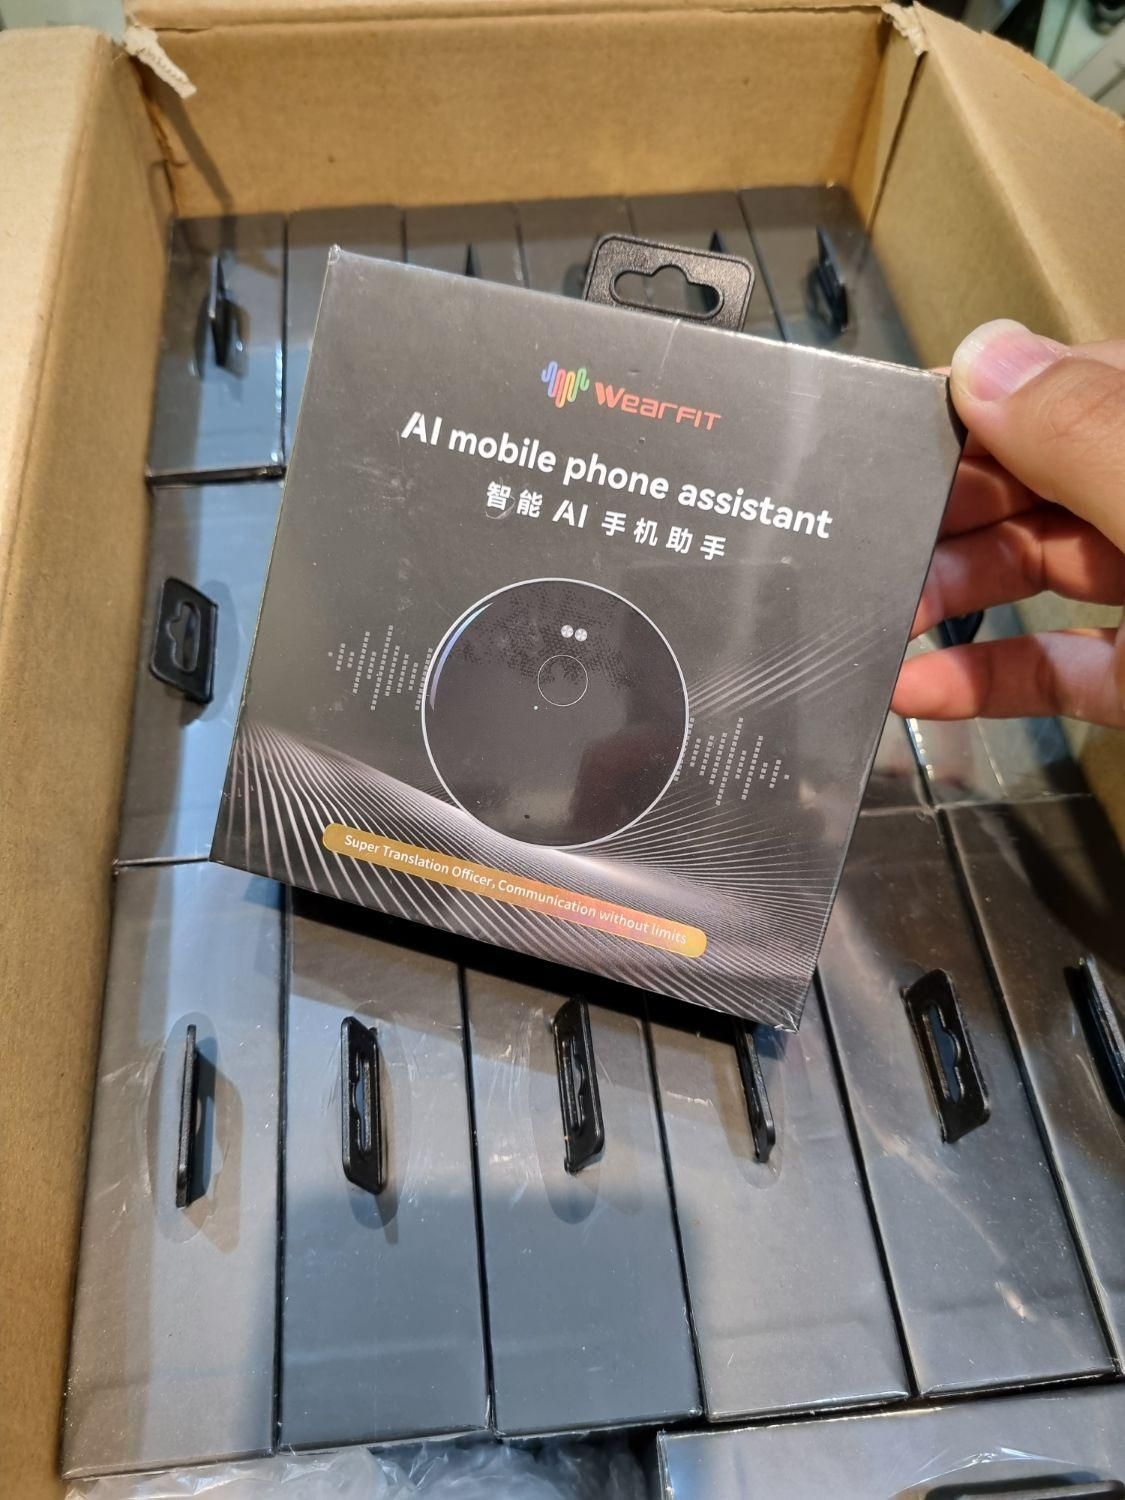 WearFIT
AI mobile phone assistant
智能 AI 手机助手
Super Translation Officer, Communication without limits